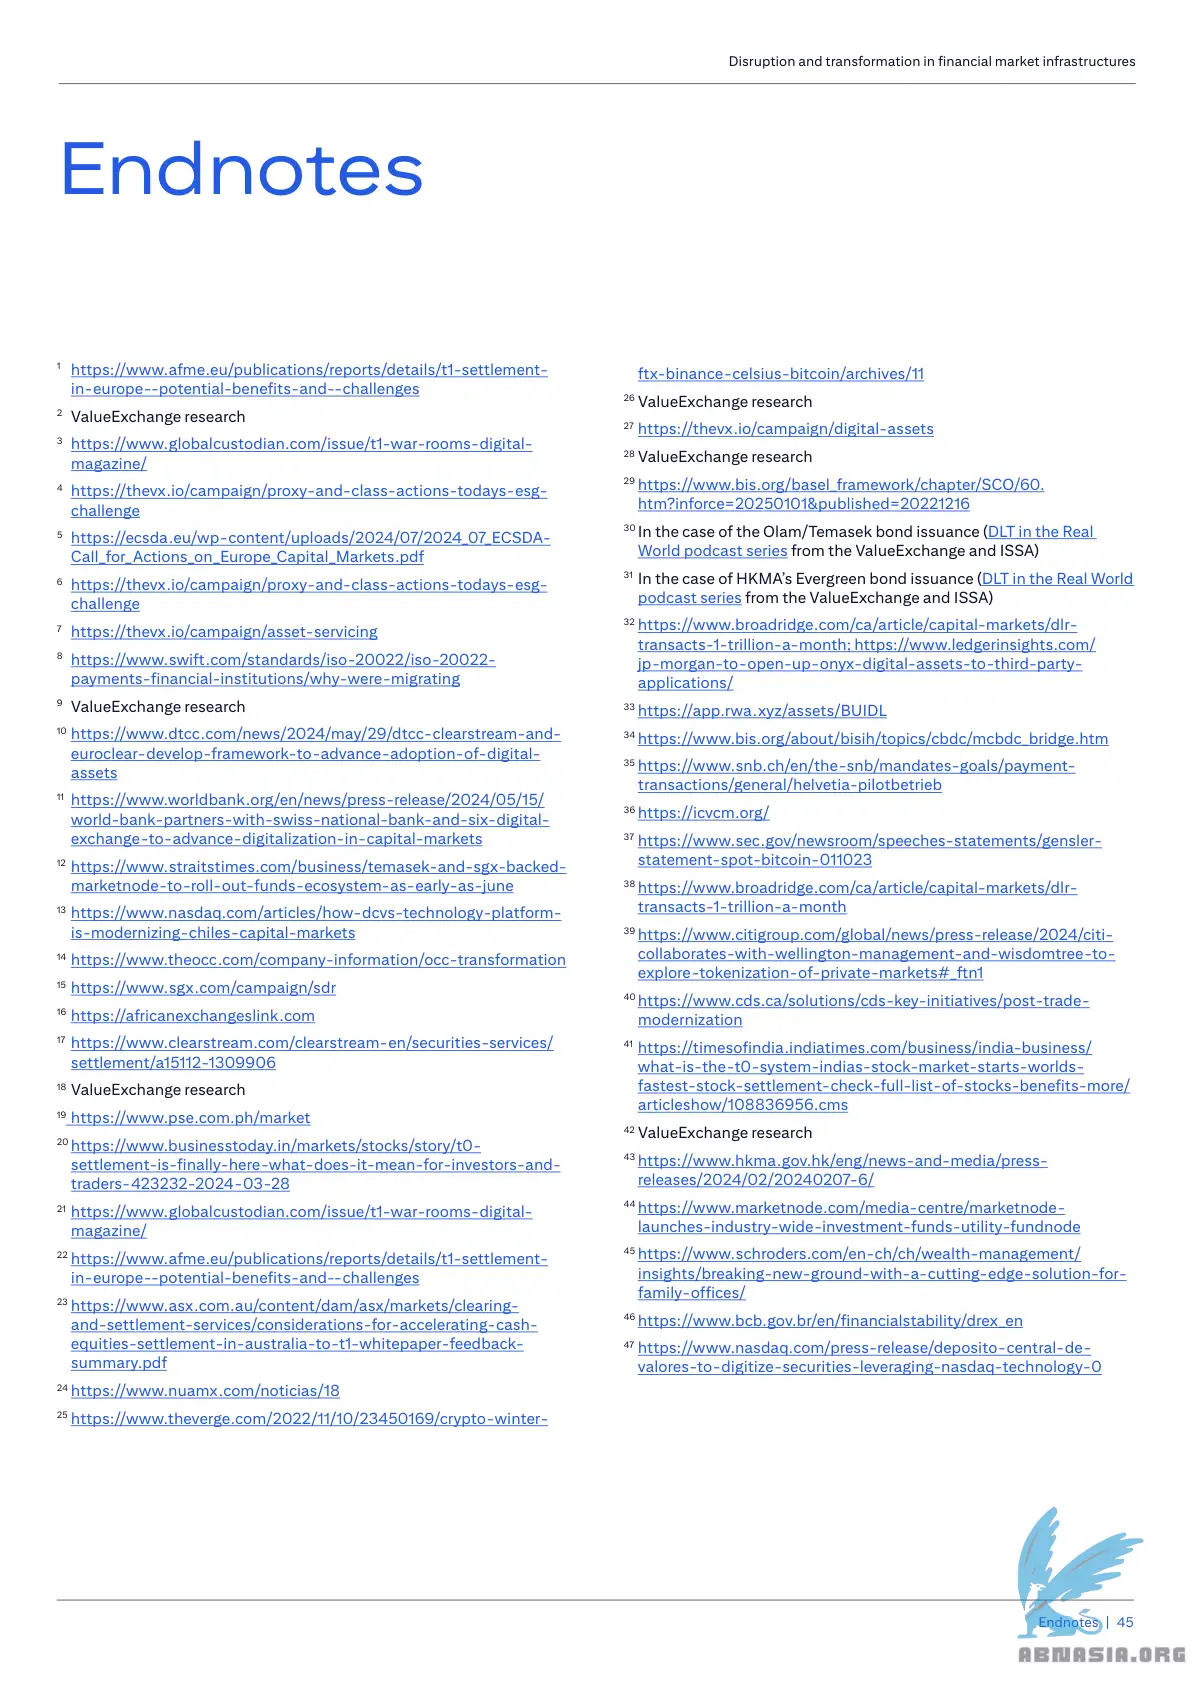 Disruption and transformation in financial market infrastructures
Endnotes
1 https://www.afme.eu/publications/reports/details/t1-settlement-
in-europe--potential-benefits-and--challenges
2 ValueExchange research
3 https://www.globalcustodian.com/issue/t1-war-rooms-digital-
magazine/
4 https://thevx.io/campaign/proxy-and-class-actions-todays-esg-
challenge
5 https://ecsda.eu/wp-content/uploads/2024/07/2024_07_ECSDA-
Call_for_Actions_on_Europe_Capital_Markets.pdf
6 https://thevx.io/campaign/proxy-and-class-actions-todays-esg-
challenge
7 https://thevx.io/campaign/asset-servicing
8 https://www.swift.com/standards/iso-20022/iso-20022-
payments-financial-institutions/why-were-migrating
9 ValueExchange research
10 https://www.dtcc.com/news/2024/may/29/dtcc-clearstream-and-
euroclear-develop-framework-to-advance-adoption-of-digital-
assets
11 https://www.worldbank.org/en/news/press-release/2024/05/15/
world-bank-partners-with-swiss-national-bank-and-six-digital-
exchange-to-advance-digitalization-in-capital-markets
12 https://www.straitstimes.com/business/temasek-and-sgx-backed-
marketnode-to-roll-out-funds-ecosystem-as-early-as-june
13 https://www.nasdaq.com/articles/how-dcvs-technology-platform-
is-modernizing-chiles-capital-markets
14 https://www.theocc.com/company-information/occ-transformation
15 https://www.sgx.com/campaign/sdr
16 https://africanexchangeslink.com
17 https://www.clearstream.com/clearstream-en/securities-services/
settlement/a15112-1309906
18 ValueExchange research
19 https://www.pse.com.ph/market
20 https://www.businesstoday.in/markets/stocks/story/t0-
settlement-is-finally-here-what-does-it-mean-for-investors-and-
traders-423232-2024-03-28
21 https://www.globalcustodian.com/issue/t1-war-rooms-digital-
magazine/
22 https://www.afme.eu/publications/reports/details/t1-settlement-
in-europe--potential-benefits-and--challenges
23 https://www.asx.com.au/content/dam/asx/markets/clearing-
and-settlement-services/considerations-for-accelerating-cash-
equities-settlement-in-australia-to-t1-whitepaper-feedback-
summary.pdf
24 https://www.nuamx.com/noticias/18
25 https://www.theverge.com/2022/11/10/23450169/crypto-winter-
ftx-binance-celsius-bitcoin/archives/11
26 ValueExchange research
27 https://thevx.io/campaign/digital-assets
28 ValueExchange research
29 https://www.bis.org/basel_framework/chapter/SCO/60.
htm?inforce=20250101&published=20221216
30 In the case of the Olam/Temasek bond issuance (DLT in the Real
World podcast series from the ValueExchange and ISSA)
31 In the case of HKMA’s Evergreen bond issuance (DLT in the Real World
podcast series from the ValueExchange and ISSA)
32 https://www.broadridge.com/ca/article/capital-markets/dlr-
transacts-1-trillion-a-month; https://www.ledgerinsights.com/
jp-morgan-to-open-up-onyx-digital-assets-to-third-party-
applications/
33 https://app.rwa.xyz/assets/BUIDL
34 https://www.bis.org/about/bisih/topics/cbdc/mcbdc_bridge.htm
35 https://www.snb.ch/en/the-snb/mandates-goals/payment-
transactions/general/helvetia-pilotbetrieb
36 https://icvcm.org/
37 https://www.sec.gov/newsroom/speeches-statements/gensler-
statement-spot-bitcoin-011023
38 https://www.broadridge.com/ca/article/capital-markets/dlr-
transacts-1-trillion-a-month
39 https://www.citigroup.com/global/news/press-release/2024/citi-
collaborates-with-wellington-management-and-wisdomtree-to-
explore-tokenization-of-private-markets#_ftn1
40 https://www.cds.ca/solutions/cds-key-initiatives/post-trade-
modernization
41 https://timesofindia.indiatimes.com/business/india-business/
what-is-the-t0-system-indias-stock-market-starts-worlds-
fastest-stock-settlement-check-full-list-of-stocks-benefits-more/
articleshow/108836956.cms
42 ValueExchange research
43 https://www.hkma.gov.hk/eng/news-and-media/press-
releases/2024/02/20240207-6/
44 https://www.marketnode.com/media-centre/marketnode-
launches-industry-wide-investment-funds-utility-fundnode
45 https://www.schroders.com/en-ch/ch/wealth-management/
insights/breaking-new-ground-with-a-cutting-edge-solution-for-
family-offices/
46 https://www.bcb.gov.br/en/financialstability/drex_en
47 https://www.nasdaq.com/press-release/deposito-central-de-
valores-to-digitize-securities-leveraging-nasdaq-technology-0
Endnotes | 45
ABNASIA.ORG